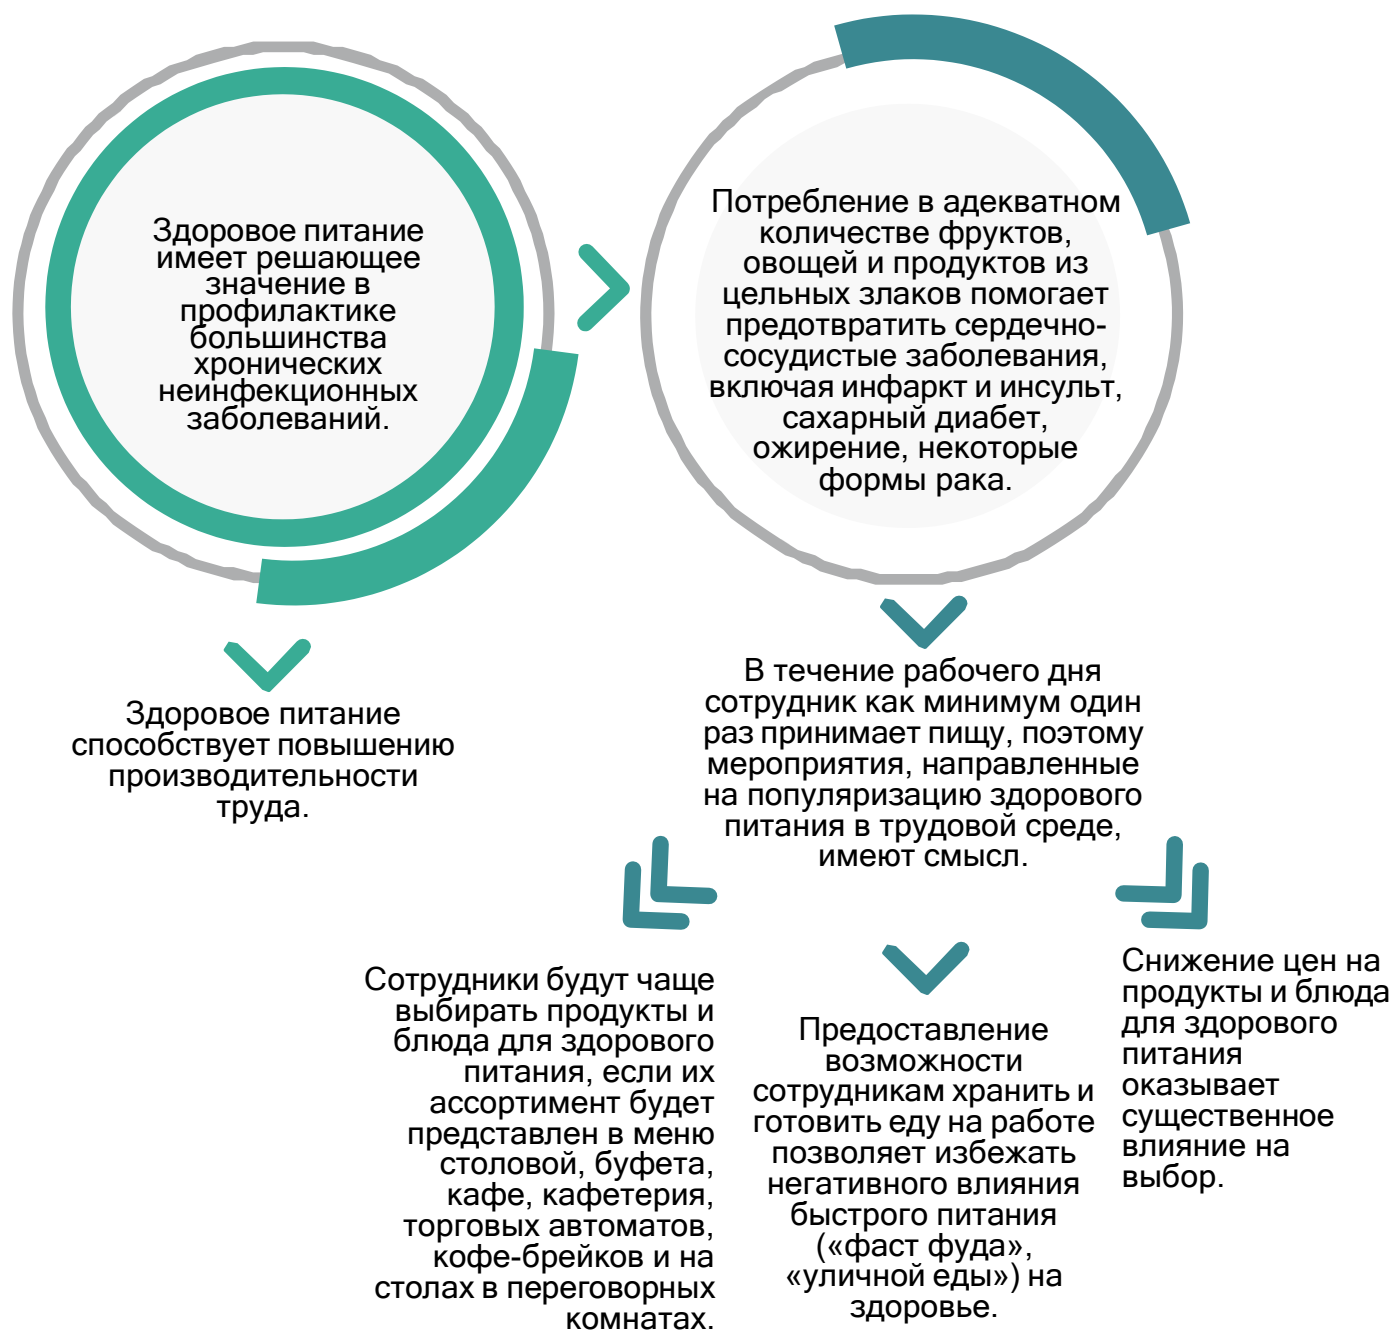 Здоровое питание
имеет решающее
значение в
профилактике
большинства
хронических
неинфекционных
заболеваний.
Потребление в адекватном
количестве фруктов,
овощей и продуктов из
цельных злаков помогает
предотвратить сердечно-
сосудистые заболевания,
включая инфаркт и инсульт,
сахарный диабет,
ожирение, некоторые
формы рака.
Здоровое питание
способствует повышению
производительности
труда.
В течение рабочего дня
сотрудник как минимум один
раз принимает пищу, поэтому
мероприятия, направленные
на популяризацию здорового
питания в трудовой среде,
имеют смысл.
Сотрудники будут чаще
выбирать продукты и
блюда для здорового
питания, если их
ассортимент будет
представлен в меню
столовой, буфета,
кафе, кафетерия,
торговых автоматов,
кофе-брейков и на
столах в переговорных
комнатах.
Предоставление
возможности
сотрудникам хранить и
готовить еду на работе
позволяет избежать
негативного влияния
быстрого питания
(«фаст фуда»,
«уличной еды») на
здоровье.
Снижение цен на
продукты и блюда
для здорового
питания
оказывает
существенное
влияние на
выбор.